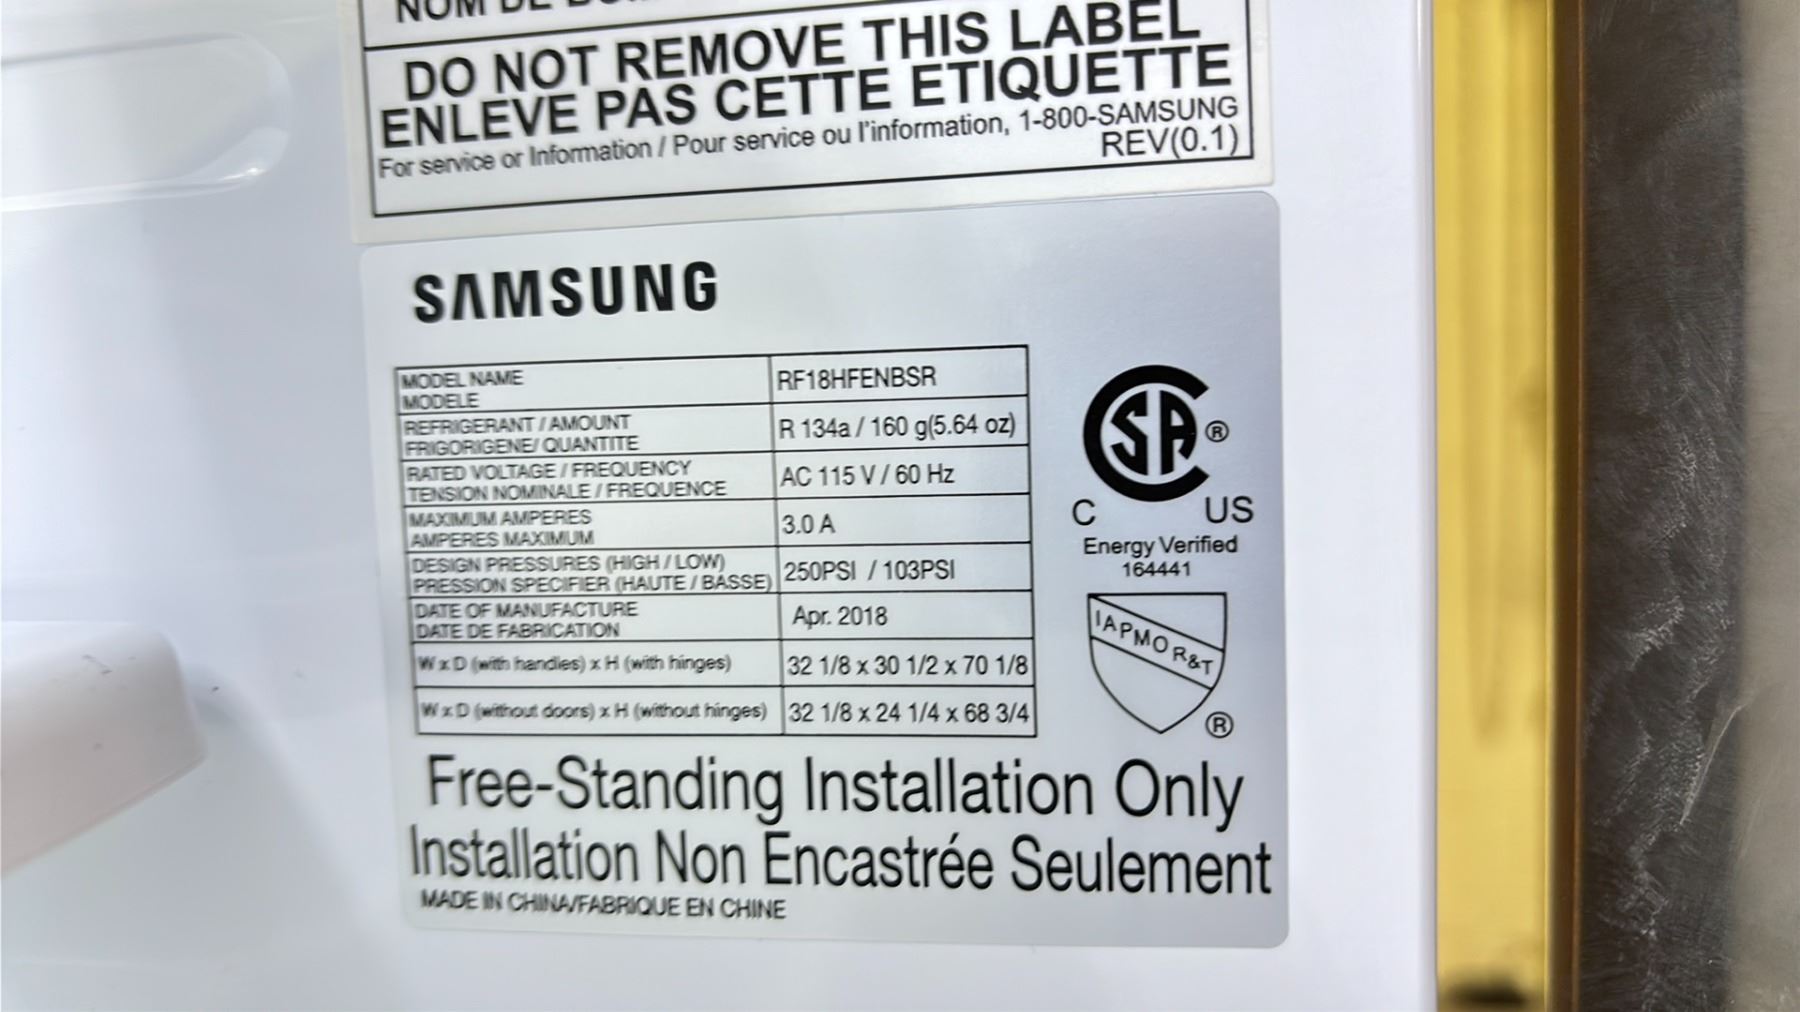 NOM DE
DO NOT REMOVE THIS LABEL
ENLEVE PAS CETTE ETIQUETTE
For service or Information / Pour service ou l'information, 1-800-SAMSUNG
REV(0.1)
SAMSUNG
MODEL NAME
MODELE
RF18HFENBSR
REFRIGERANT / AMOUNT
FRIGORIGENE/ QUANTITE
R 134a / 160 g(5.64 oz)
RATED VOLTAGE / FREQUENCY
TENSION NOMINALE / FREQUENCE
AC 115 V / 60 Hz
MAXIMUM AMPERES
AMPERES MAXIMUM
3.0 A
DESIGN PRESSURES (HIGH / LOW)
PRESSION SPECIFIER (HAUTE / BASSE)
250PSI / 103PSI
DATE OF MANUFACTURE
DATE DE FABRICATION
Apr. 2018
W x D (with handles) x H (with hinges)
32 1/8 x 30 1/2 x 70 1/8
W x D (without doors) x H (without hinges)
32 1/8 x 24 1/4 x 68 3/4
SA ®
C US
Energy Verified
164441
IAPMO R&T
®
Free-Standing Installation Only
Installation Non Encastrée Seulement
MADE IN CHINA/FABRIQUE EN CHINE